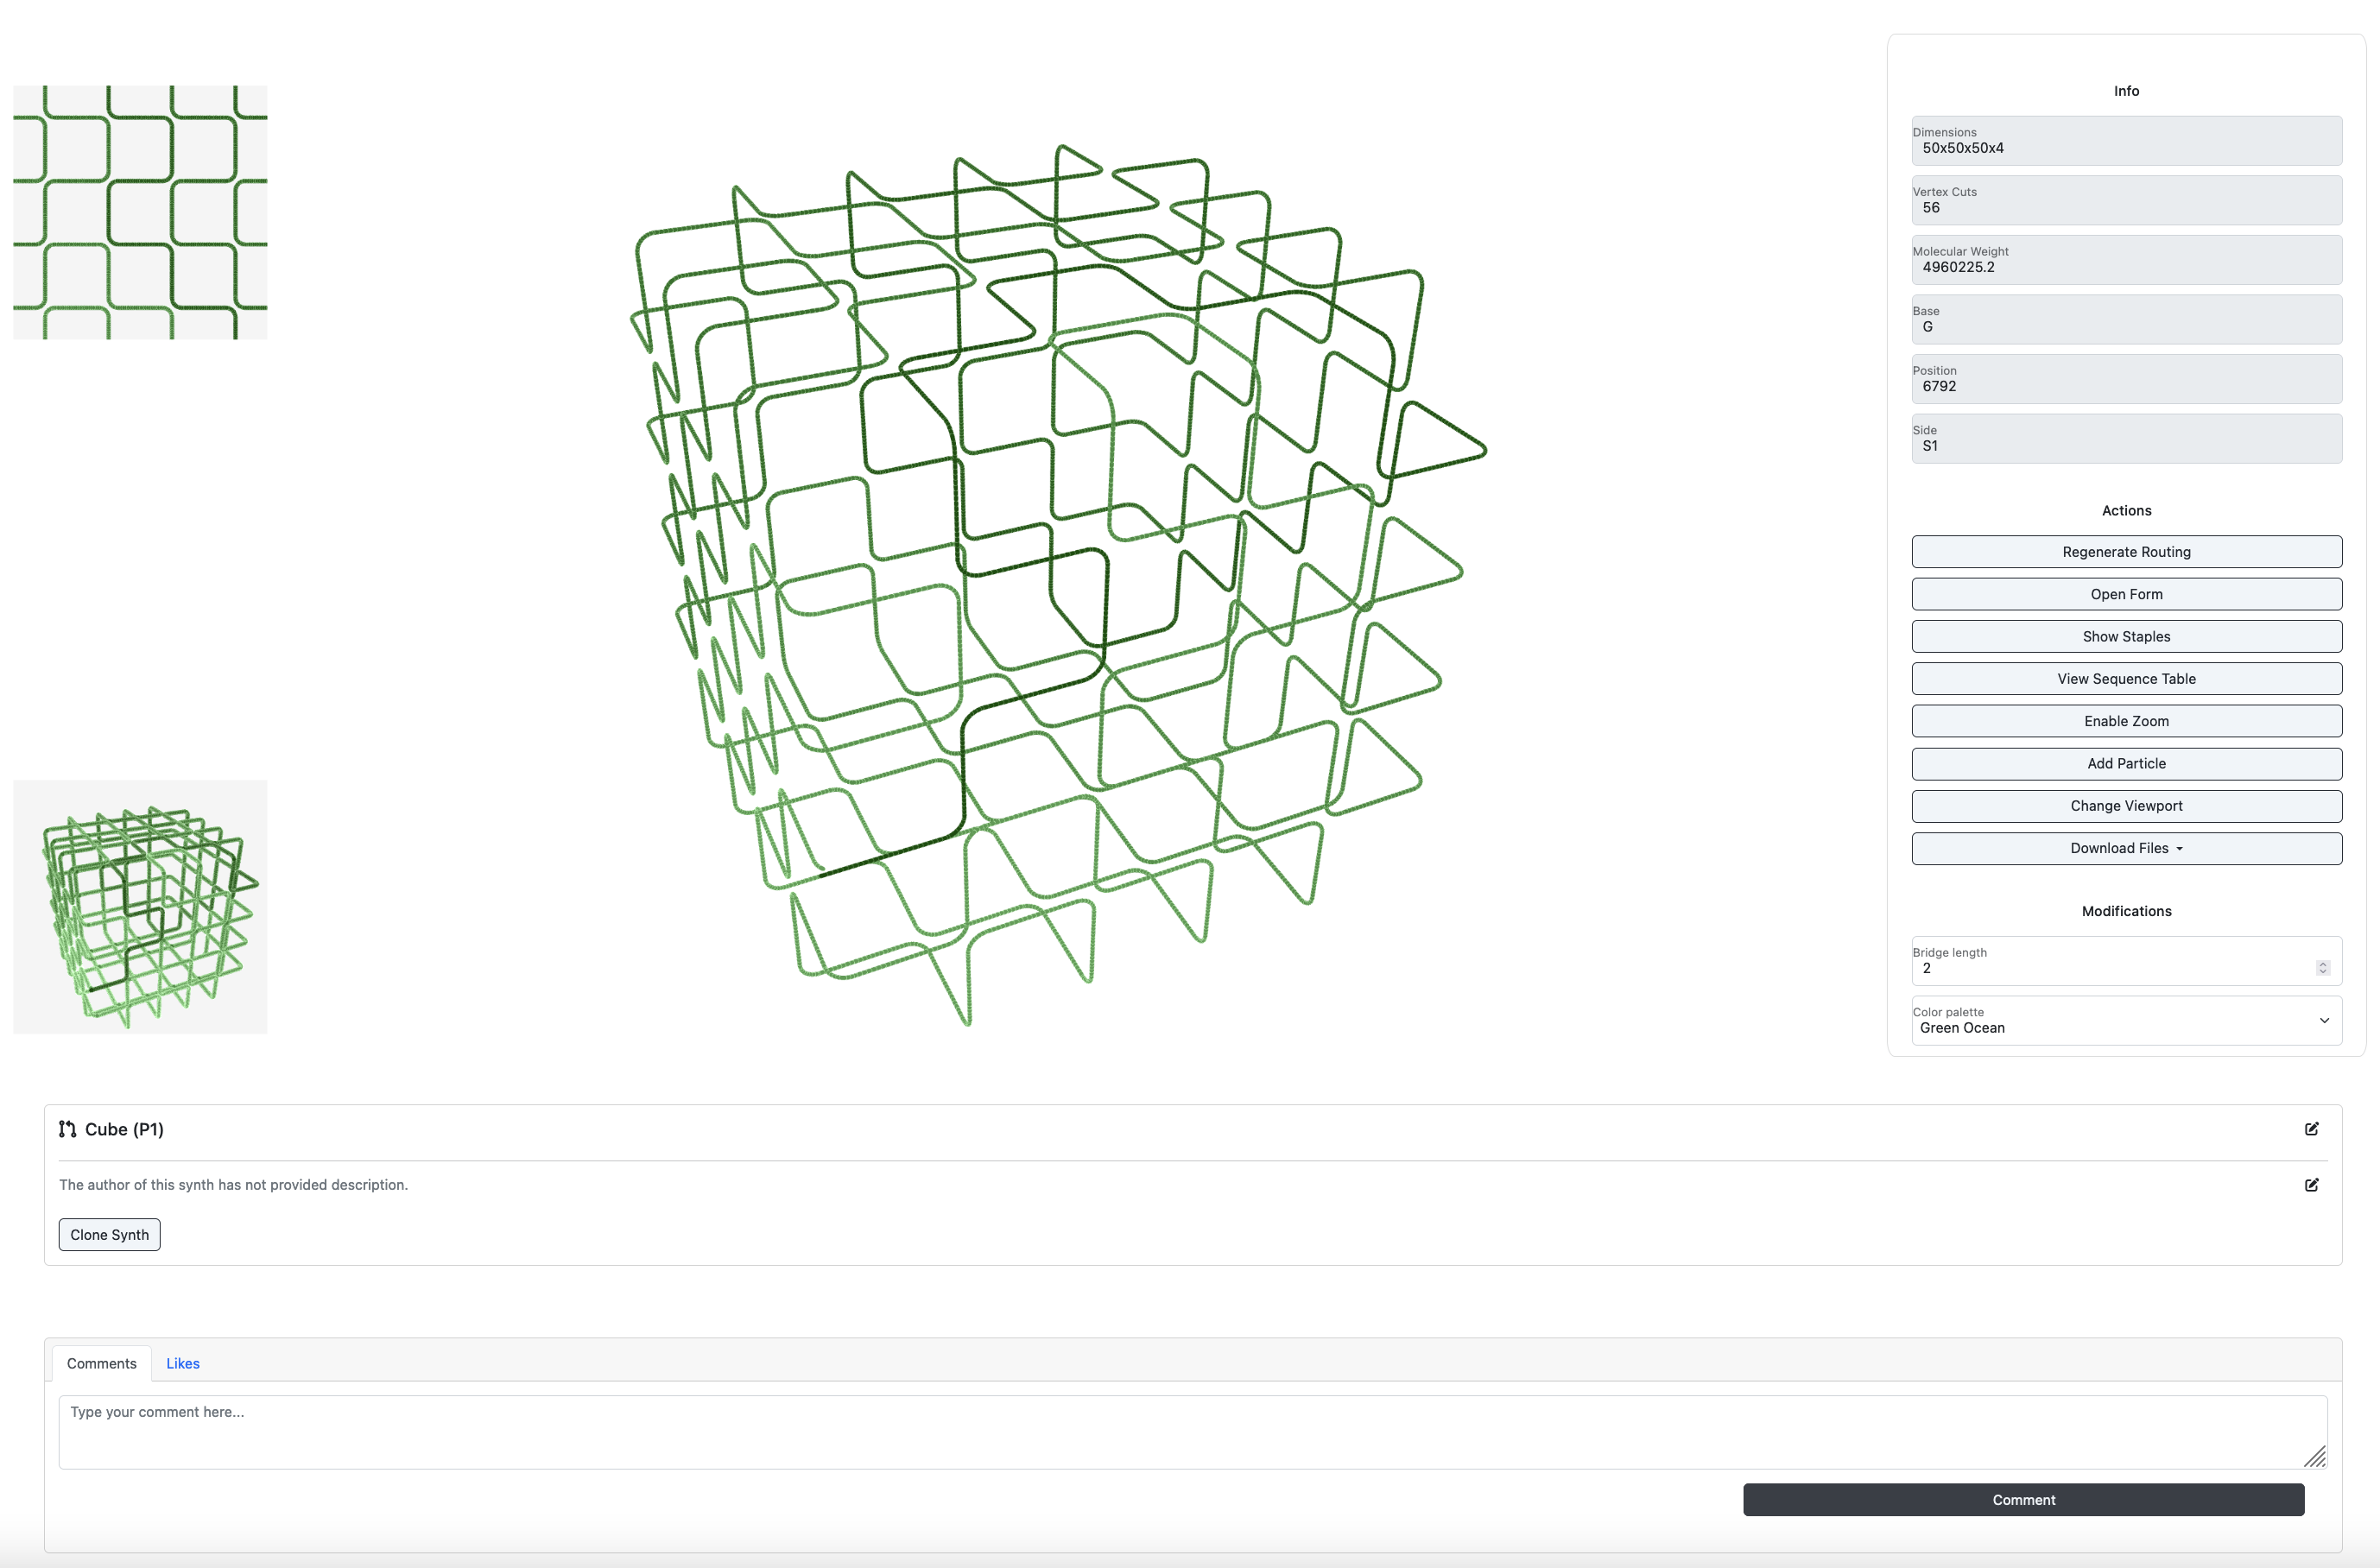 Info
Dimensions
50x50x50x4
Vertex Cuts
56
Molecular Weight
4960225.2
Base
G
Position
6792
Side
S1
Actions
Regenerate Routing
Open Form
Show Staples
View Sequence Table
Enable Zoom
Add Particle
Change Viewport
Download Files
Modifications
Bridge length
2
Color palette
Green Ocean
Cube (P1)
The author of this synth has not provided description.
Clone Synth
Comments Likes
Type your comment here...
Comment